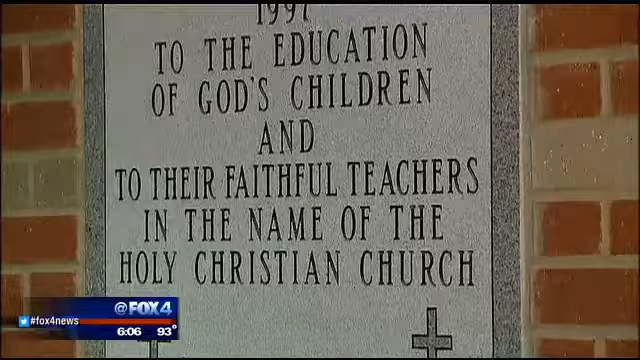 1997
TO THE EDUCATION
OF GOD'S CHILDREN
AND
TO THEIR FAITHFUL TEACHERS
IN THE NAME OF THE
HOLY CHRISTIAN CHURCH
@FOX4
#fox4news
6:06 93°